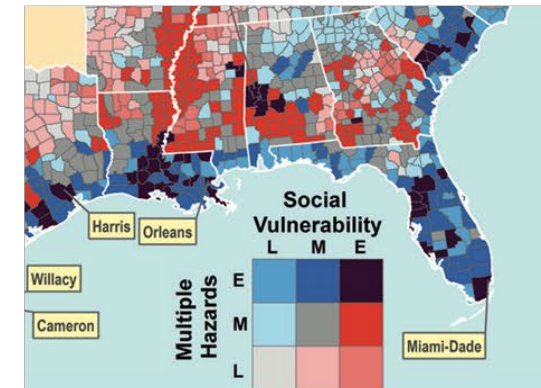 Harris
Orleans
Willacy
Cameron
Miami-Dade
Social
Vulnerability
L M E
Multiple
Hazards
E
M
L